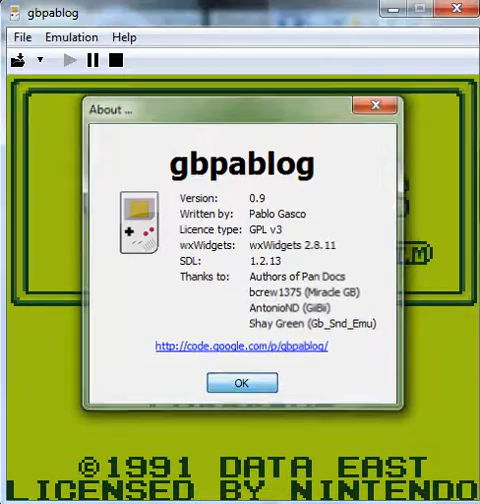 gbpablog
File Emulation Help
About ...
gbpablog
Version: 0.9
Written by: Pablo Gasco
Licence type: GPL v3
wxWidgets: wxWidgets 2.8.11
SDL: 1.2.13
Thanks to: Authors of Pan Docs
bcrew1375 (Miracle GB)
AntonioND (GiiBii)
Shay Green (Gb_Snd_Emu)
http://code.google.com/p/gbpablog/
OK
©1991 DATA EAST
LICENSED BY NINTENDO